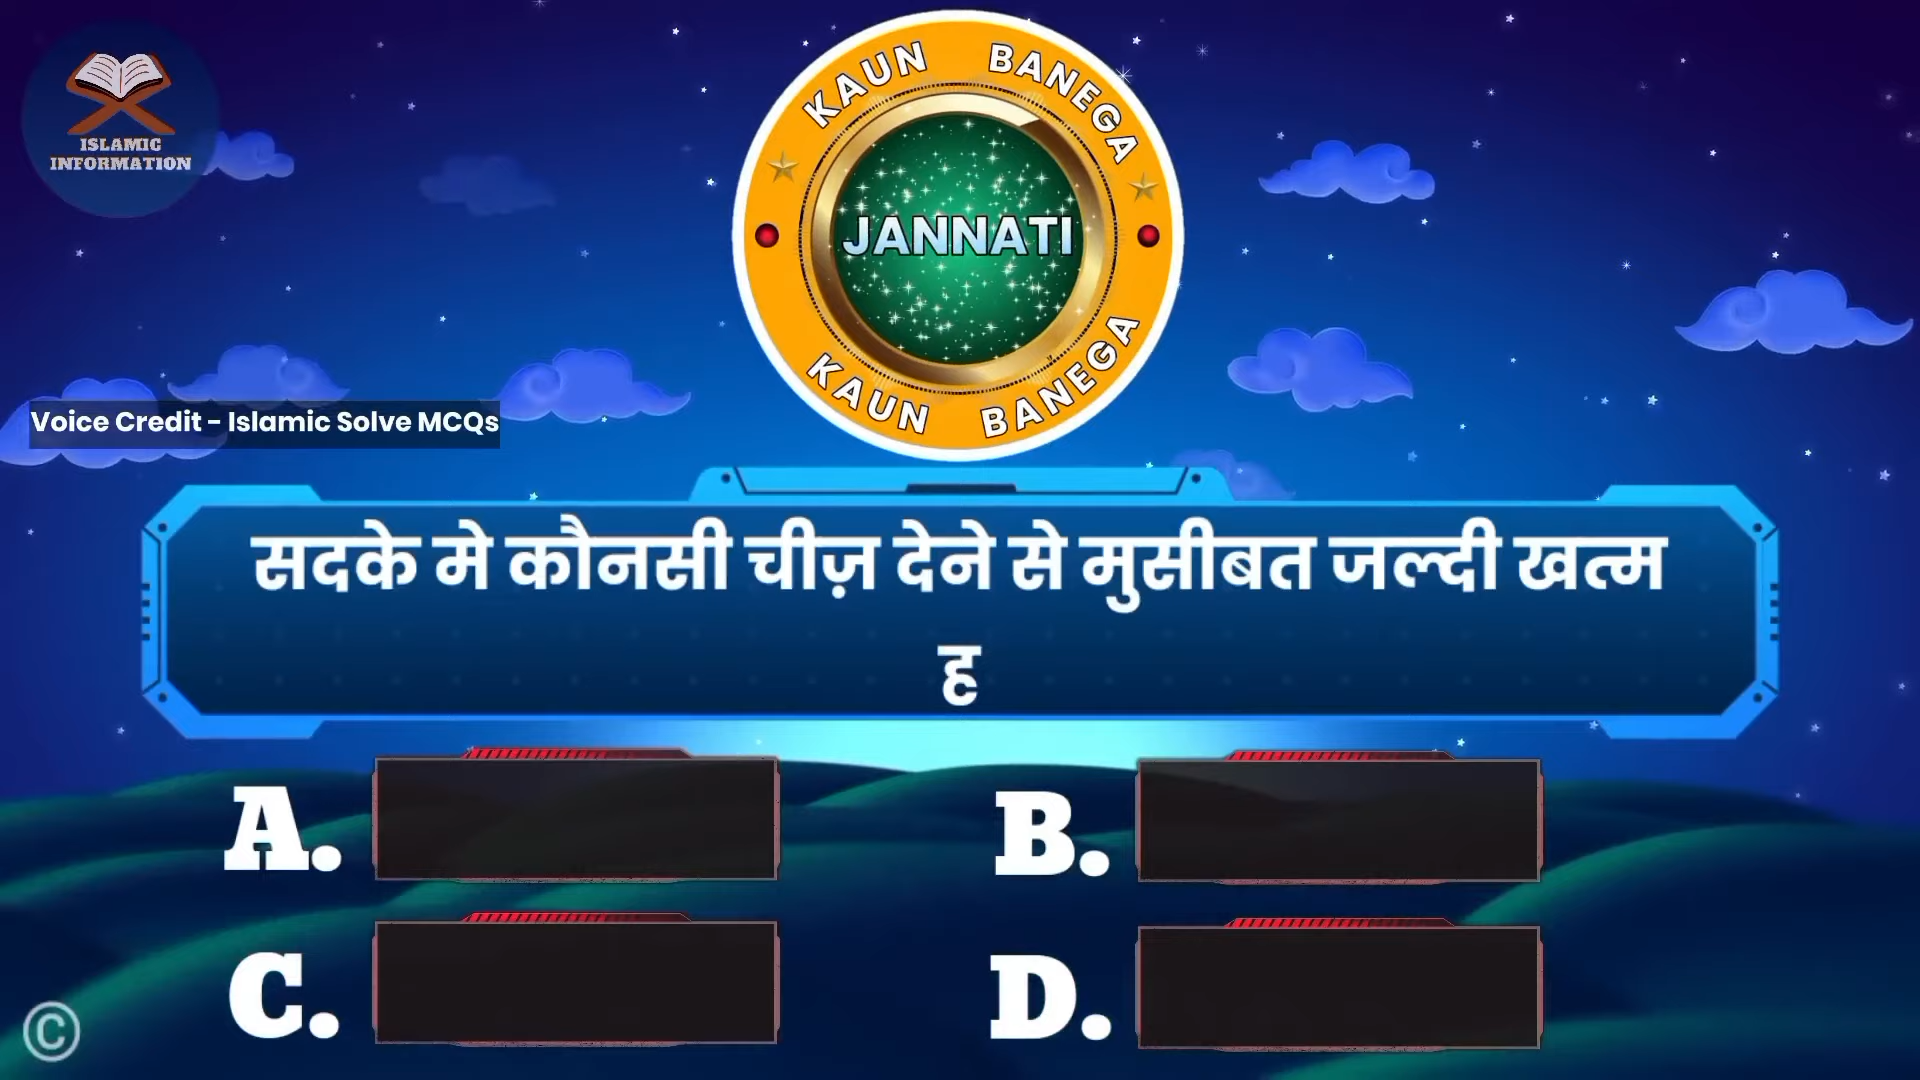 ISLAMIC
INFORMATION
KAUN BANEGA
JANNATI
KAUN BANEGA
Voice Credit - Islamic Solve MCQs
सदके मे कौनसी चीज़ देने से मुसीबत जल्दी खत्म
ह
A.
B.
C.
D.
©